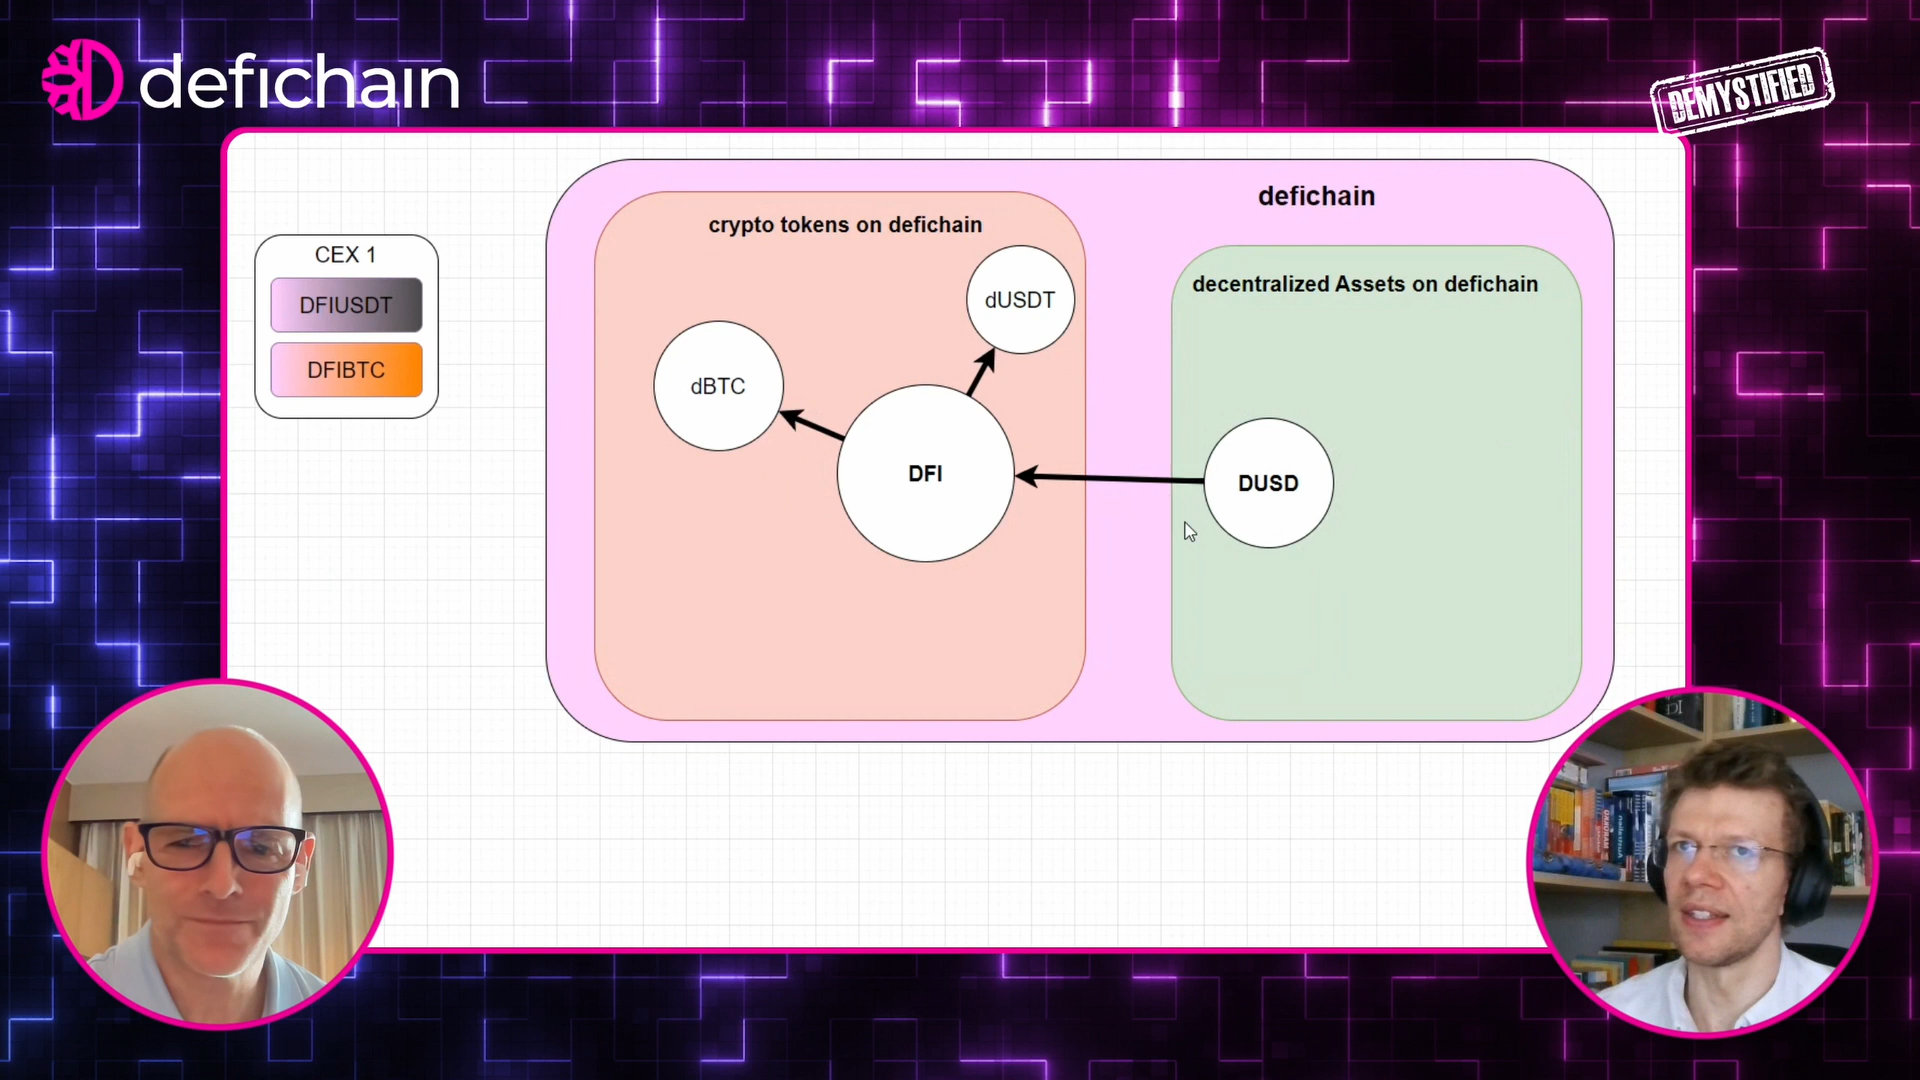 defichain
DEMYSTIFIED
defichain
crypto tokens on defichain
CEX 1
DFIUSDT
DFIBTC
decentralized Assets on defichain
dUSDT
dBTC
DFI
DUSD